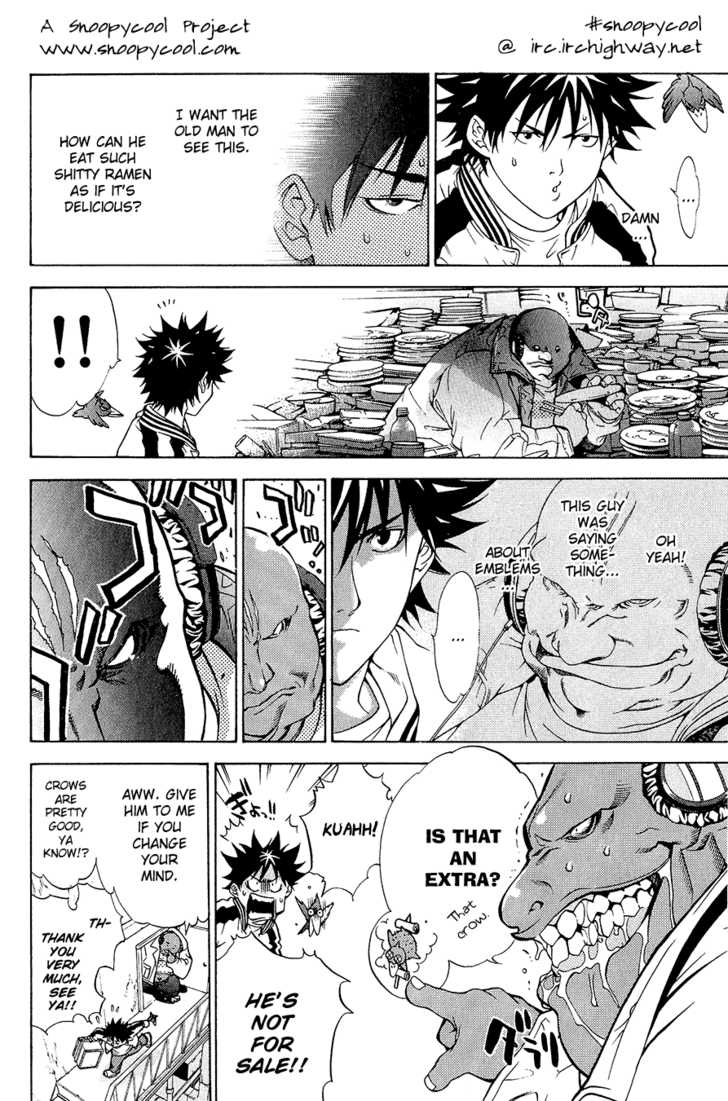 A Snoopycool Project
www.snoopycool.com
#snoopycool
@ irc.irchighway.net
...
DAMN
....
I WANT THE
OLD MAN TO
SEE THIS.
HOW CAN HE
EAT SUCH
SHITTY RAMEN
AS IF IT'S
DELICIOUS?
!!
OH
YEAH!
THIS GUY
WAS
SAYING
SOME-
THING...
ABOUT
EMBLEMS
...
...
IS THAT
AN
EXTRA?
That
crow.
KUAHH!
HE'S
NOT
FOR
SALE!!
AWW. GIVE
HIM TO ME
IF YOU
CHANGE
YOUR
MIND.
CROWS
ARE
PRETTY
GOOD,
YA
KNOW!?
TH-
THANK
YOU
VERY
MUCH,
SEE
YA!!